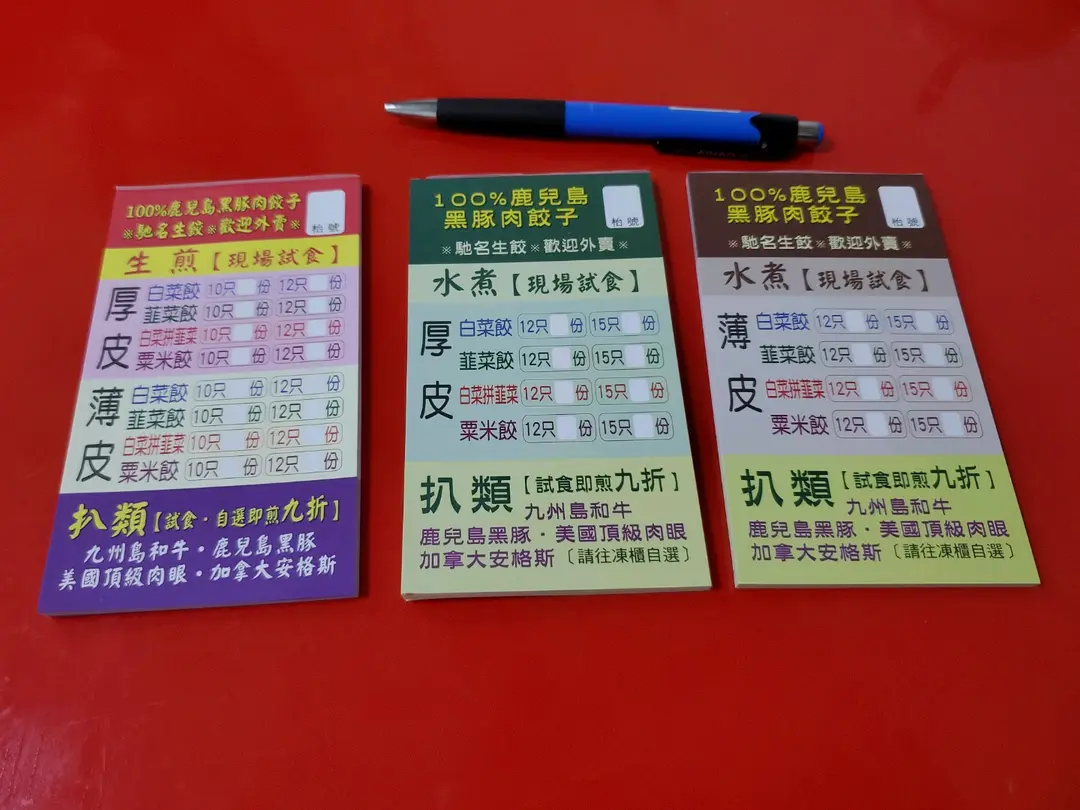 100%鹿兒島黑豚肉餃子
※馳名生餃※歡迎外賣※
枱號
生煎【現場試食】
厚皮
白菜餃 10只 份 12只 份
韮菜餃 10只 份 12只 份
白菜拼韮菜 10只 份 12只 份
粟米餃 10只 份 12只 份
薄皮
白菜餃 10只 份 12只 份
韮菜餃 10只 份 12只 份
白菜拼韮菜 10只 份 12只 份
粟米餃 10只 份 12只 份
扒類【試食・自選即煎九折】
九州島和牛・鹿兒島黑豚
美國頂級肉眼・加拿大安格斯
100%鹿兒島
黑豚肉餃子
枱號
※馳名生餃※歡迎外賣※
水煮【現場試食】
厚皮
白菜餃 12只 份 15只 份
韮菜餃 12只 份 15只 份
白菜拼韮菜 12只 份 15只 份
粟米餃 12只 份 15只 份
扒類【試食即煎九折】
九州島和牛
鹿兒島黑豚・美國頂級肉眼
加拿大安格斯〔請往凍櫃自選〕
100%鹿兒島
黑豚肉餃子
枱號
※馳名生餃※歡迎外賣※
水煮【現場試食】
薄皮
白菜餃 12只 份 15只 份
韮菜餃 12只 份 15只 份
白菜拼韮菜 12只 份 15只 份
粟米餃 12只 份 15只 份
扒類【試食即煎九折】
九州島和牛
鹿兒島黑豚・美國頂級肉眼
加拿大安格斯〔請往凍櫃自選〕